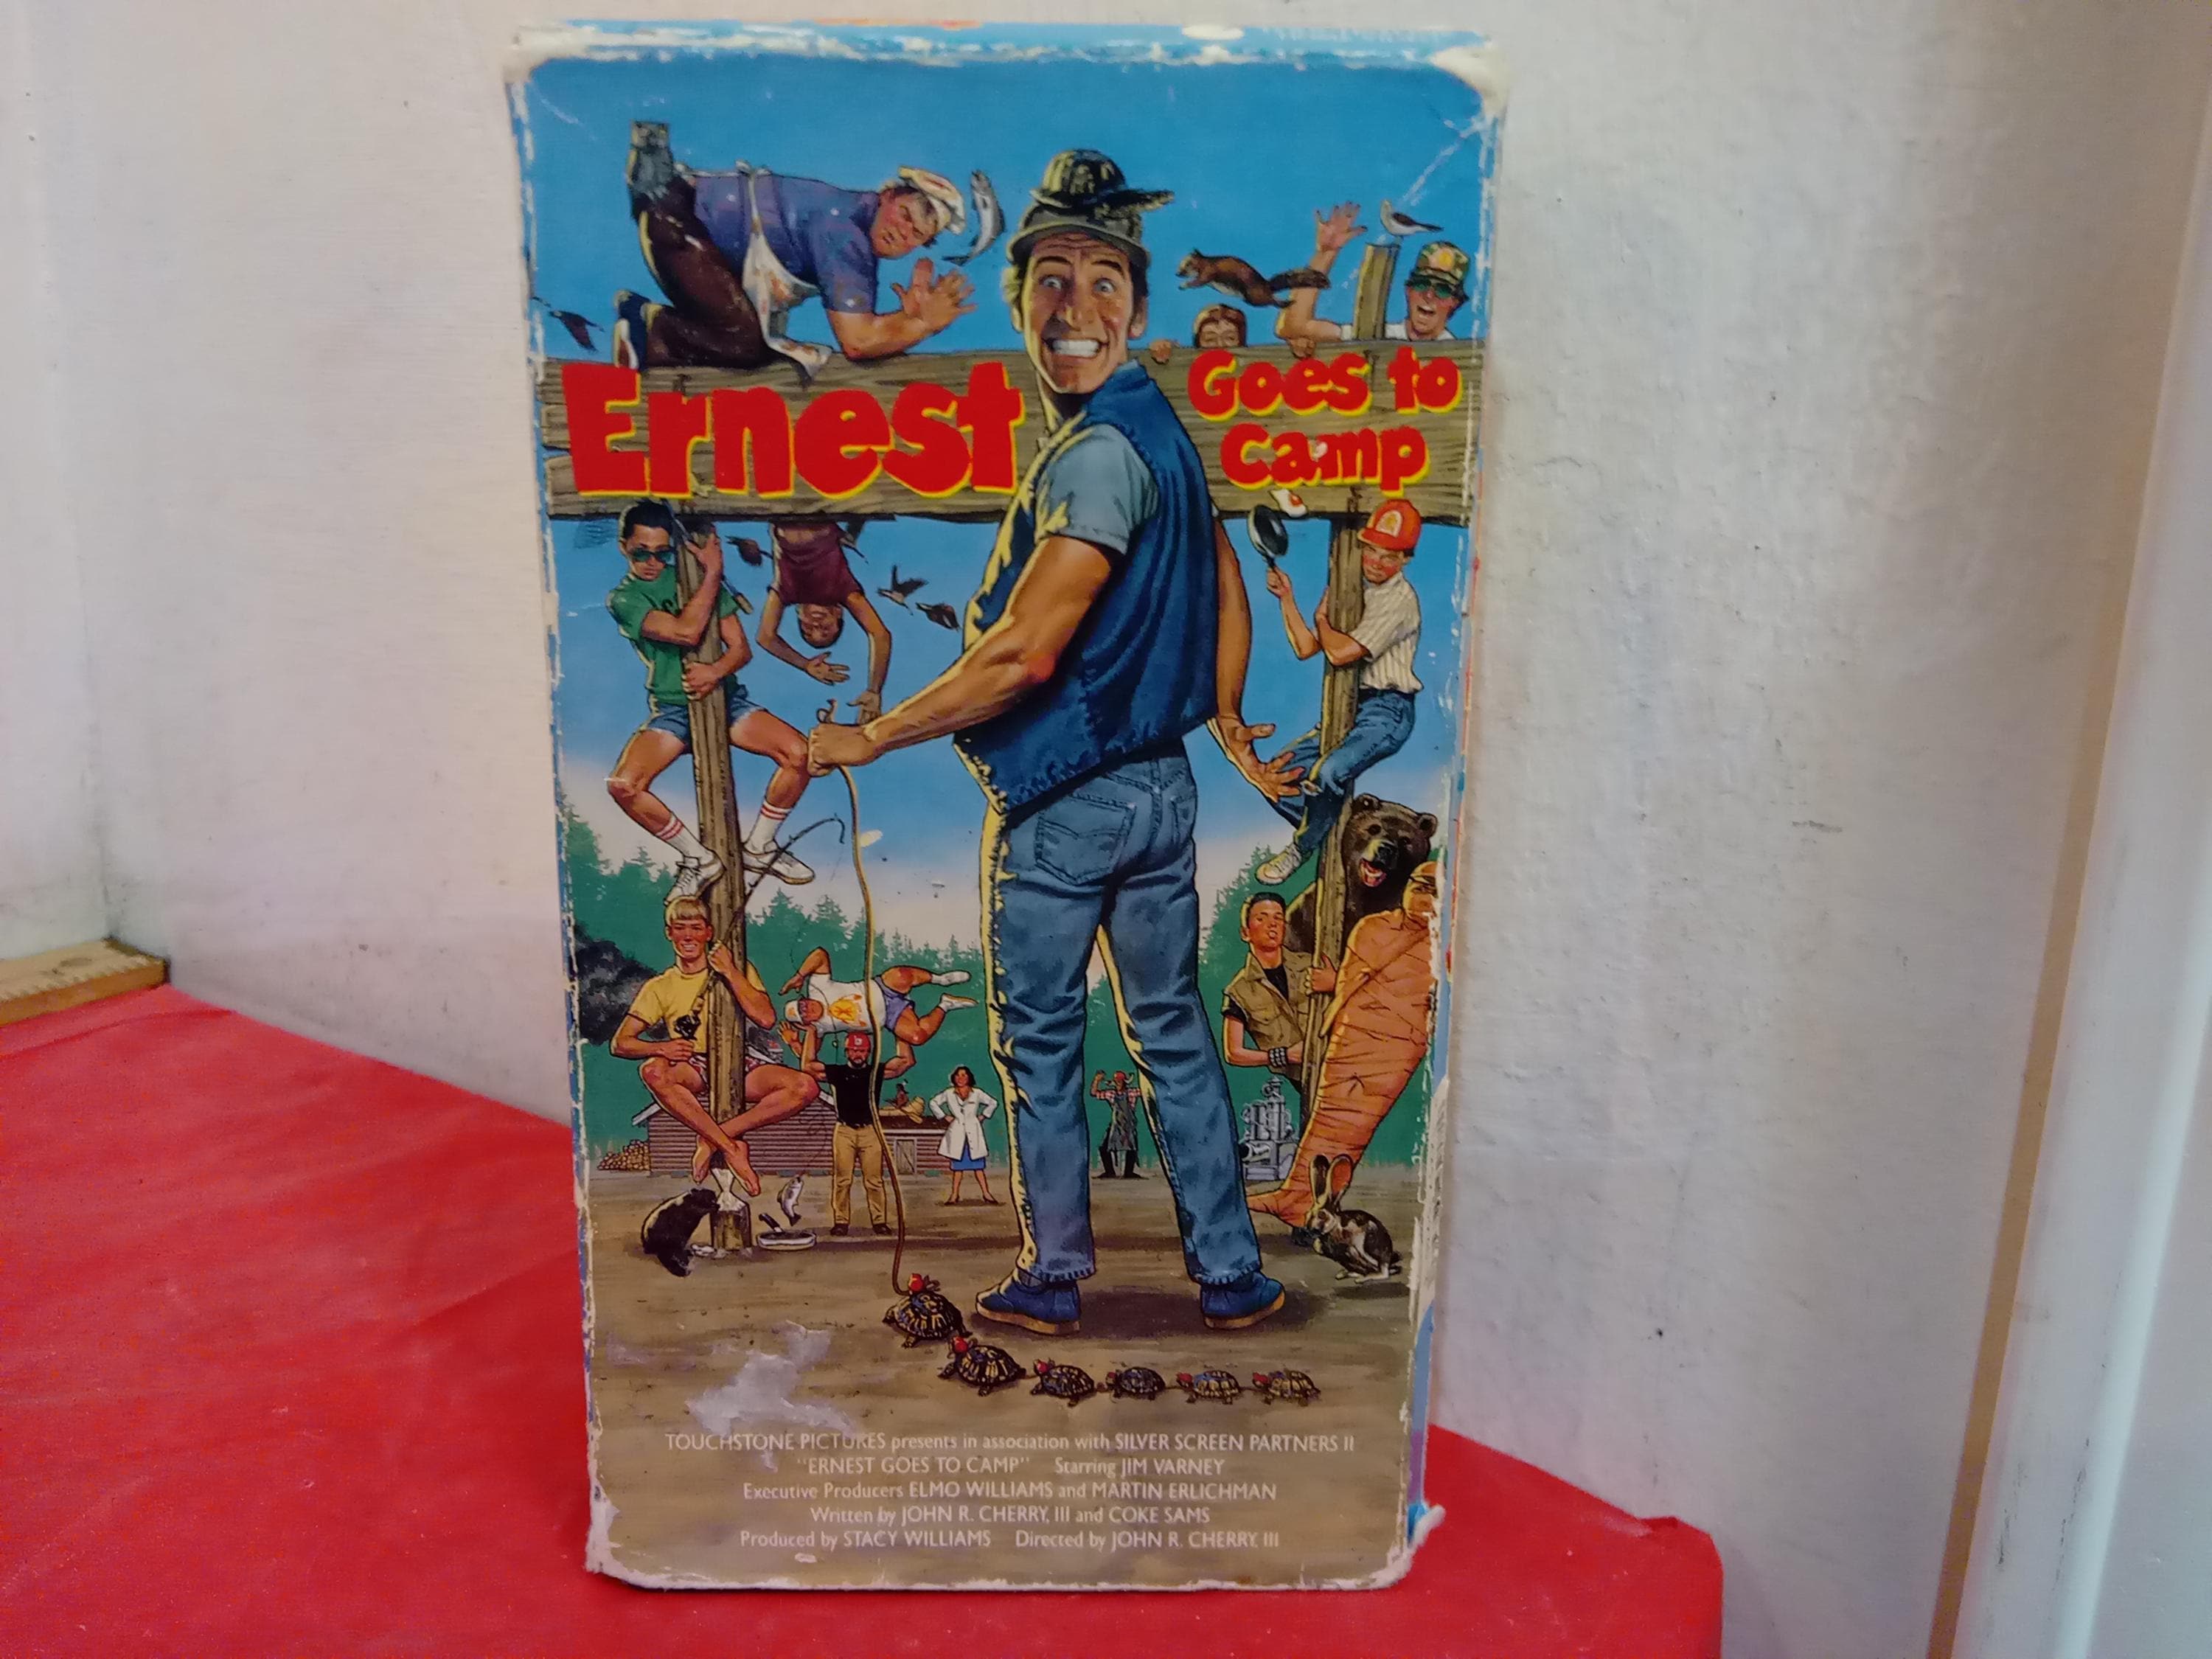 Ernest
Goes to
Camp
TOUCHSTONE PICTURES presents in association with SILVER SCREEN PARTNERS II
"ERNEST GOES TO CAMP" Starring JIM VARNEY
Executive Producers ELMO WILLIAMS and MARTIN ERLICHMAN
Written by JOHN R. CHERRY, III and COKE SAMS
Produced by STACY WILLIAMS Directed by JOHN R. CHERRY, III